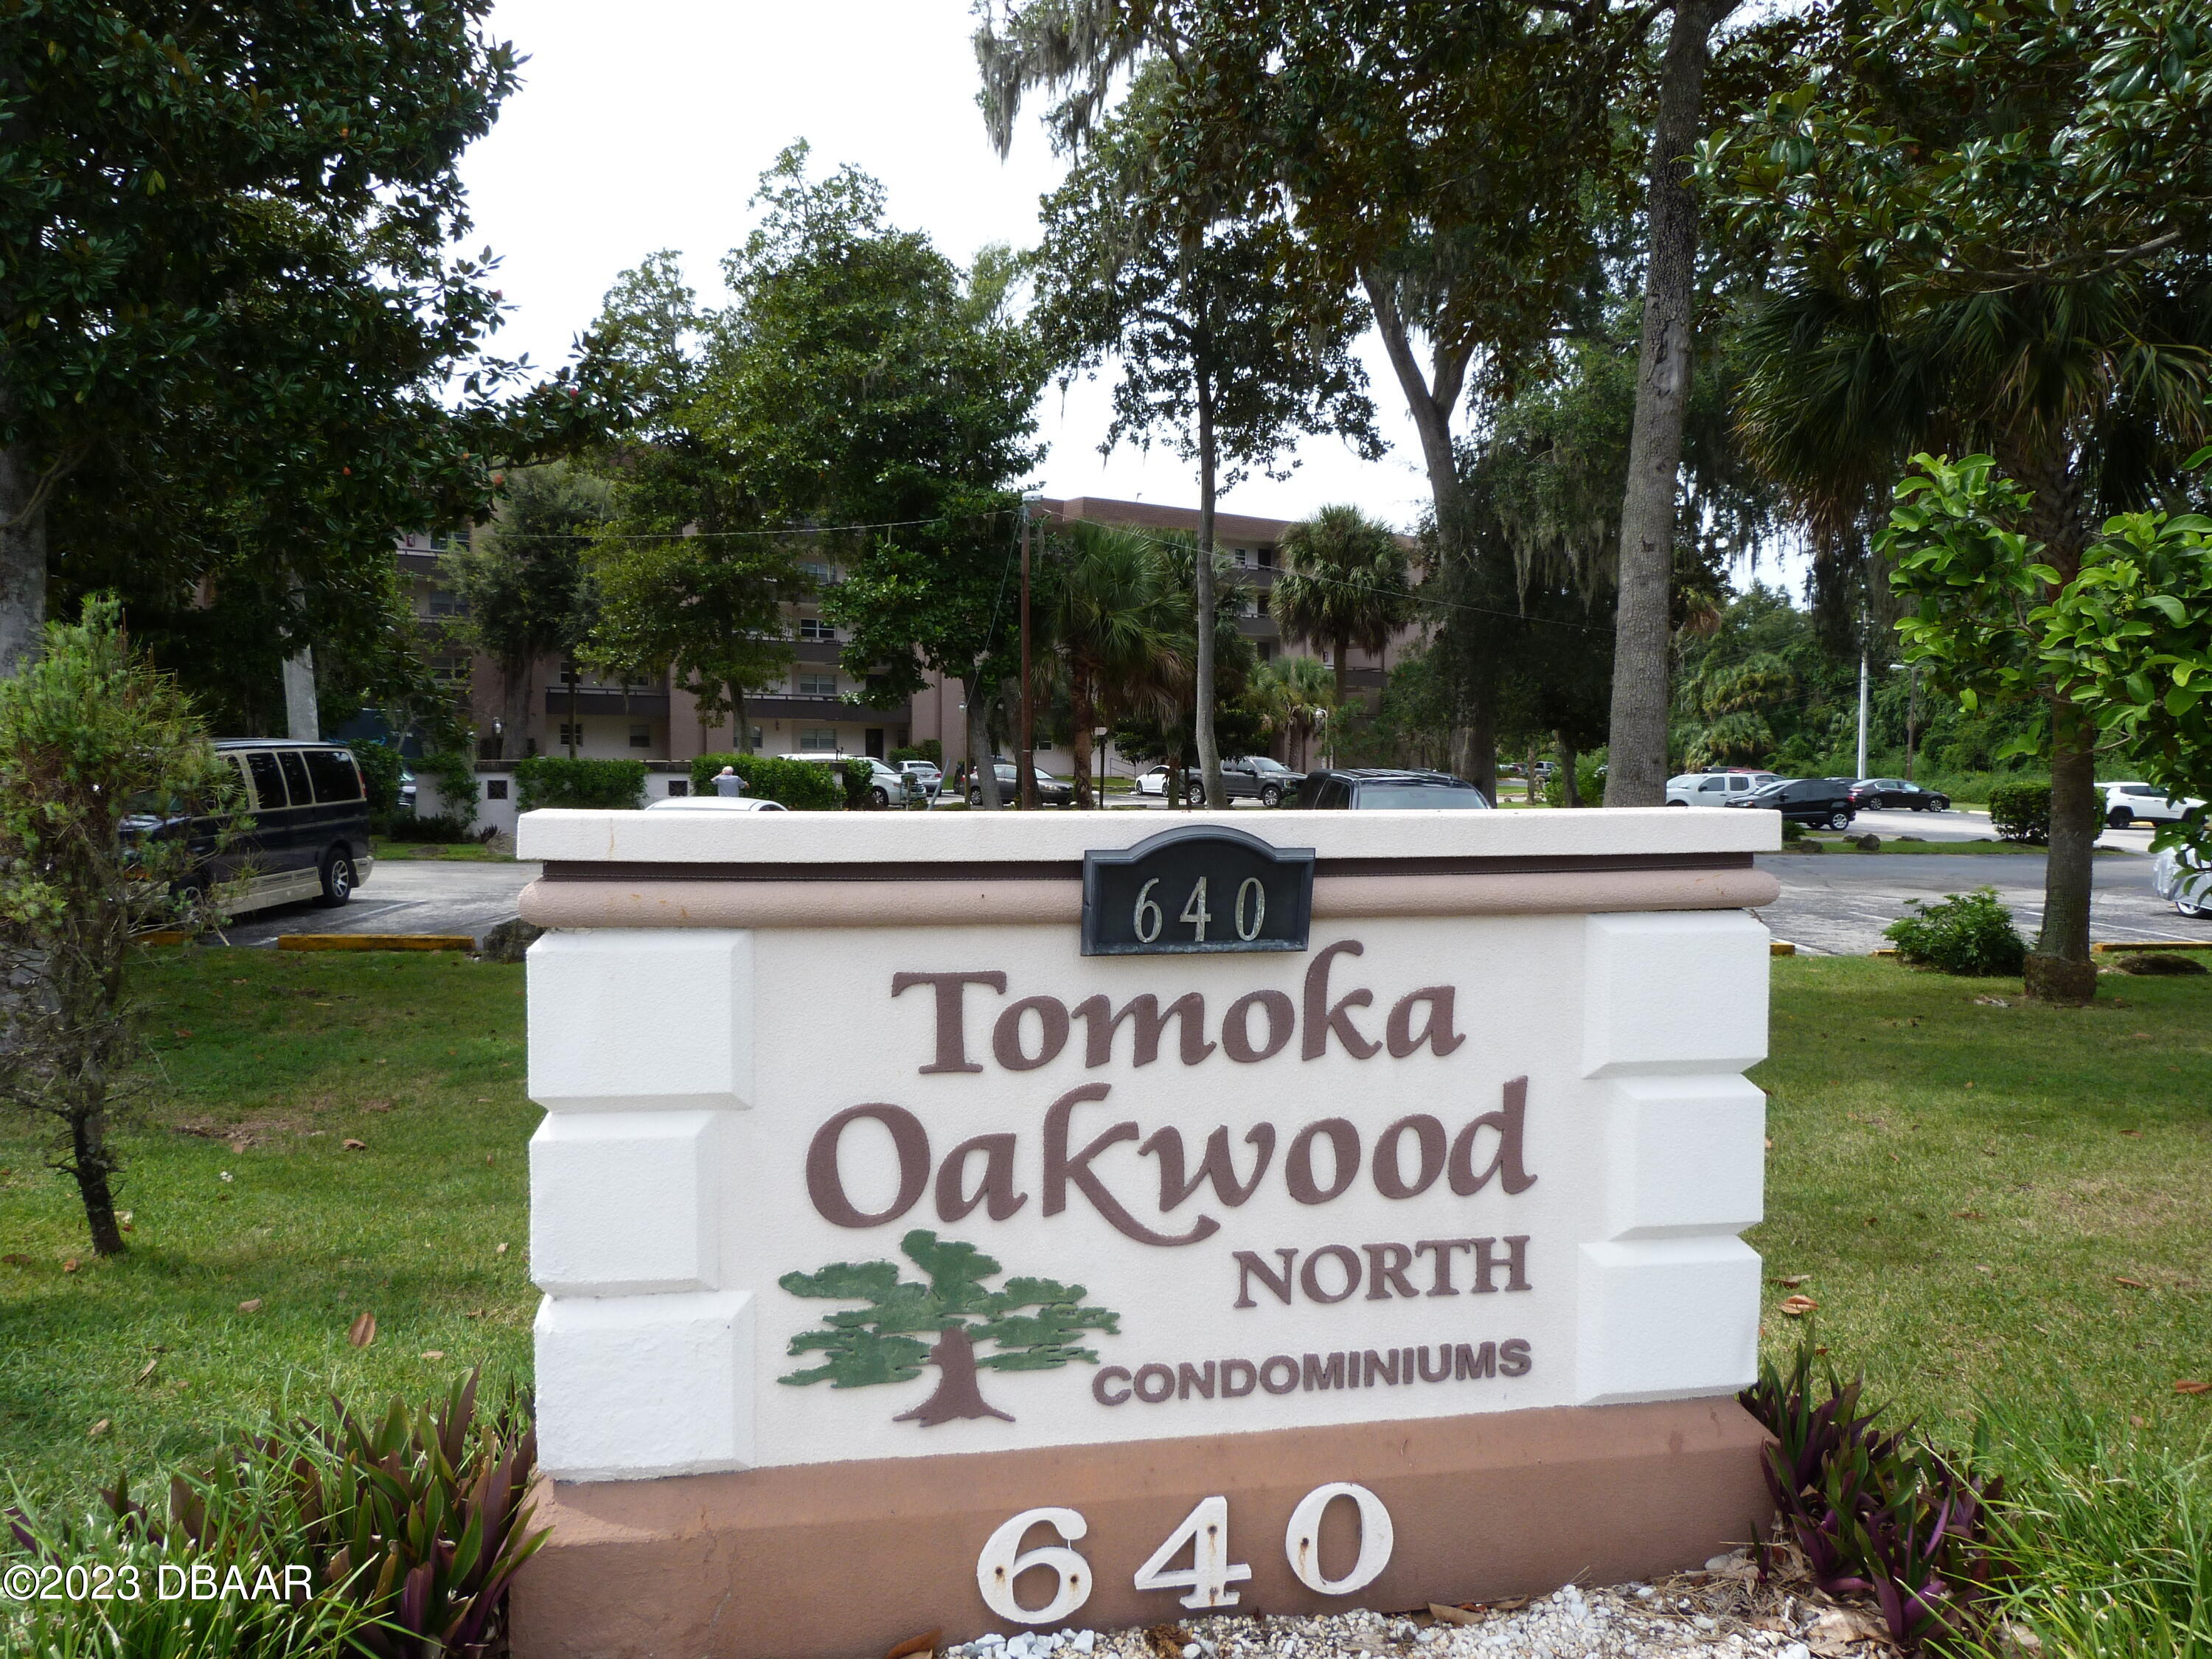 640
Tomoka
Oakwood
NORTH
CONDOMINIUMS
640
©2023 DBAAR